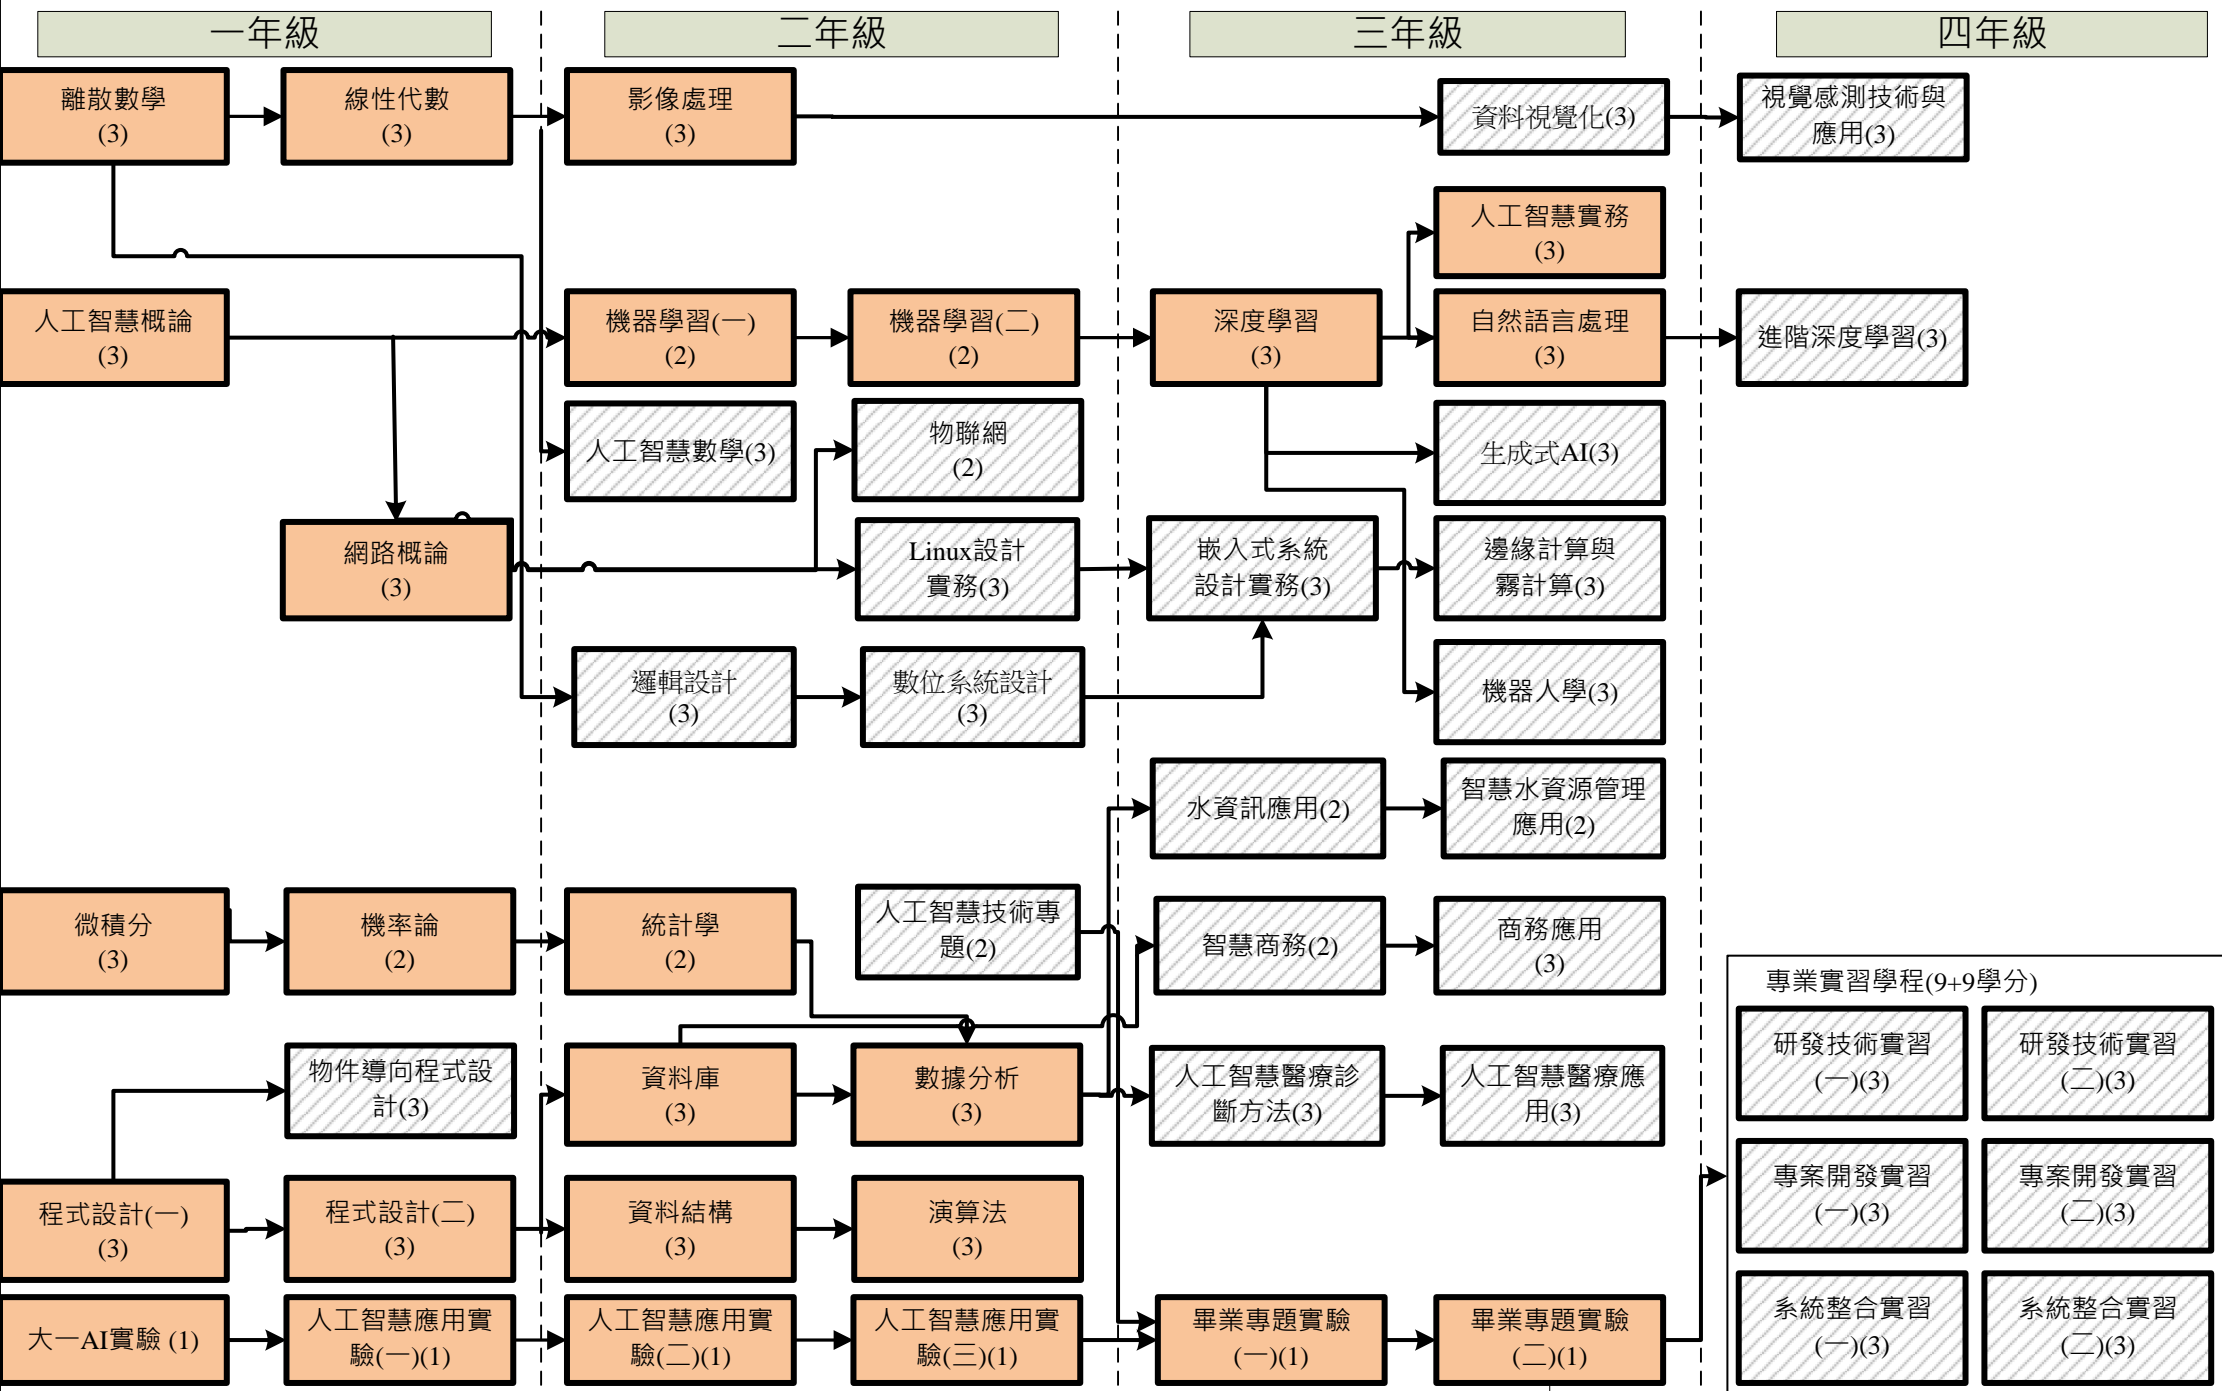 一年級
二年級
三年級
四年級
離散數學
(3)
線性代數
(3)
影像處理
(3)
資料視覺化(3)
視覺感測技術與
應用(3)
人工智慧實務
(3)
人工智慧概論
(3)
機器學習(一)
(2)
機器學習(二)
(2)
深度學習
(3)
自然語言處理
(3)
進階深度學習(3)
人工智慧數學(3)
物聯網
(2)
生成式AI(3)
網路概論
(3)
Linux設計
實務(3)
嵌入式系統
設計實務(3)
邊緣計算與
霧計算(3)
邏輯設計
(3)
數位系統設計
(3)
機器人學(3)
水資訊應用(2)
智慧水資源管理
應用(2)
微積分
(3)
機率論
(2)
統計學
(2)
人工智慧技術專
題(2)
智慧商務(2)
商務應用
(3)
專業實習學程(9+9學分)
物件導向程式設
計(3)
資料庫
(3)
數據分析
(3)
人工智慧醫療診
斷方法(3)
人工智慧醫療應
用(3)
研發技術實習
(一)(3)
研發技術實習
(二)(3)
程式設計(一)
(3)
程式設計(二)
(3)
資料結構
(3)
演算法
(3)
專案開發實習
(一)(3)
專案開發實習
(二)(3)
大一AI實驗 (1)
人工智慧應用實
驗(一)(1)
人工智慧應用實
驗(二)(1)
人工智慧應用實
驗(三)(1)
畢業專題實驗
(一)(1)
畢業專題實驗
(二)(1)
系統整合實習
(一)(3)
系統整合實習
(二)(3)